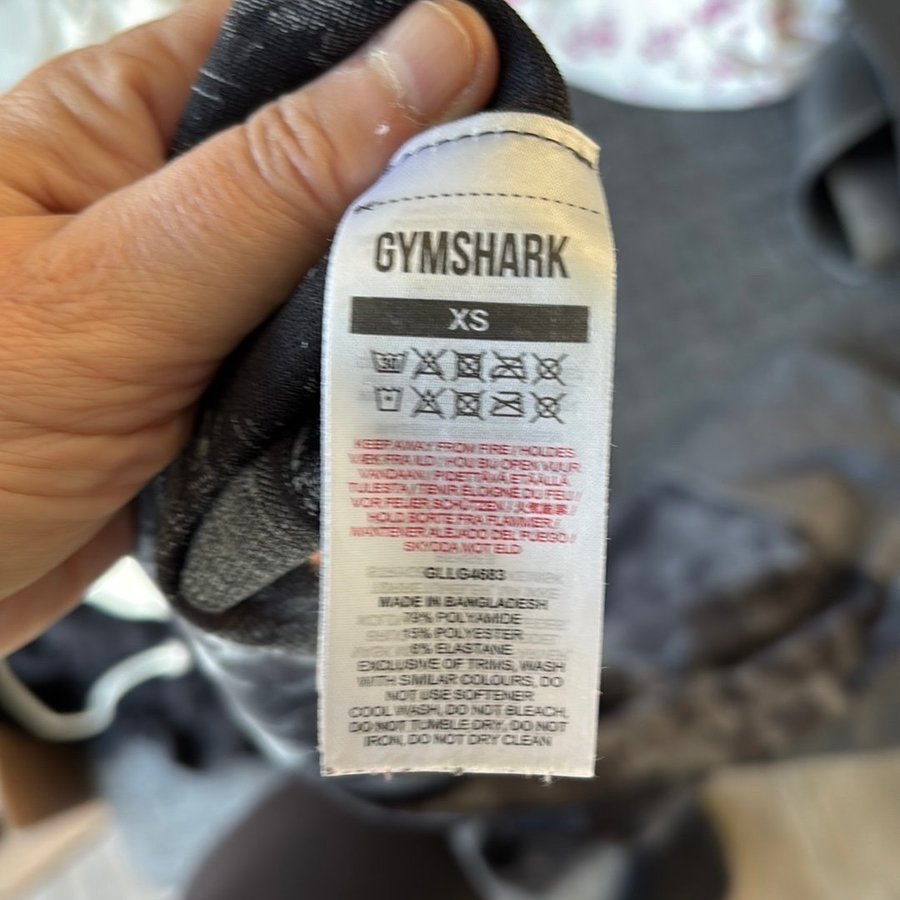 GYMSHARK
XS
30
KEEP AWAY FROM FIRE / HOLDES
VÆK FRA ILD / HOU BIJ OPEN VUUR
VANDAAN / PIDETTÄVÄ ETÄÄLLÄ
TULESTA / TENIR ÉLOIGNÉ DU FEU /
VOR FEUER SCHÜTZEN /
HOLD BORTE FRA FLAMMER /
MANTENER ALEJADO DEL FUEGO /
SKYDDA MOT ELD
GLLG4683
MADE IN BANGLADESH
79% POLYAMIDE
15% POLYESTER
6% ELASTANE
EXCLUSIVE OF TRIMS, WASH
WITH SIMILAR COLOURS, DO
NOT USE SOFTENER
COOL WASH, DO NOT BLEACH,
DO NOT TUMBLE DRY, DO NOT
IRON, DO NOT DRY CLEAN